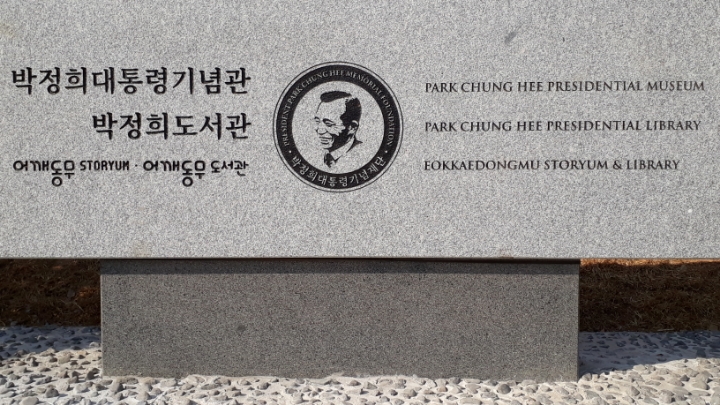 박정희대통령기념관
박정희도서관
어깨동무 STORYUM · 어깨동무 도서관
PRESIDENT PARK CHUNG HEE MEMORIAL FOUNDATION
· 박정희대통령기념재단 ·
PARK CHUNG HEE PRESIDENTIAL MUSEUM
PARK CHUNG HEE PRESIDENTIAL LIBRARY
EOKKAEDONGMU STORYUM & LIBRARY